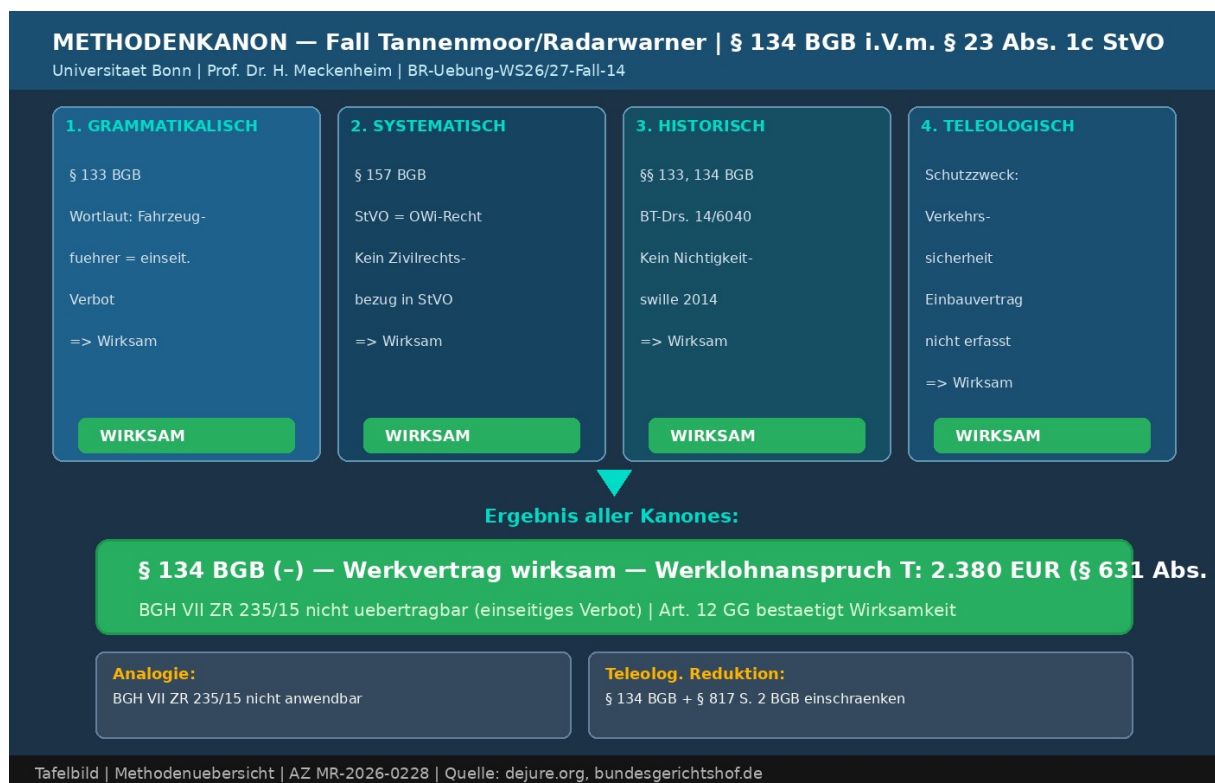 METHODENKANON — Fall Tannenmoor/Radarwarner | § 134 BGB i.V.m. § 23 Abs. 1c StVO
Universitaet Bonn | Prof. Dr. H. Meckenheim | BR-Uebung-WS26/27-Fall-14
1. GRAMMATIKALISCH
§ 133 BGB
Wortlaut: Fahrzeug-
fuehrer = einseit.
Verbot
=> Wirksam
WIRKSAM
2. SYSTEMATISCH
§ 157 BGB
StVO = OWi-Recht
Kein Zivilrechts-
bezug in StVO
=> Wirksam
WIRKSAM
3. HISTORISCH
§§ 133, 134 BGB
BT-Drs. 14/6040
Kein Nichtigkeit-
swille 2014
=> Wirksam
WIRKSAM
4. TELEOLOGISCH
Schutzzweck:
Verkehrs-
sicherheit
Einbauvertrag
nicht erfasst
=> Wirksam
WIRKSAM
Ergebnis aller Kanones:
§ 134 BGB (–) — Werkvertrag wirksam — Werklohnanspruch T: 2.380 EUR (§ 631 Abs.
BGH VII ZR 235/15 nicht uebertragbar (einseitiges Verbot) | Art. 12 GG bestaetigt Wirksamkeit
Analogie:
BGH VII ZR 235/15 nicht anwendbar
Teleolog. Reduktion:
§ 134 BGB + § 817 S. 2 BGB einschraenken
Tafelbild | Methodenuebersicht | AZ MR-2026-0228 | Quelle: dejure.org, bundesgerichtshof.de